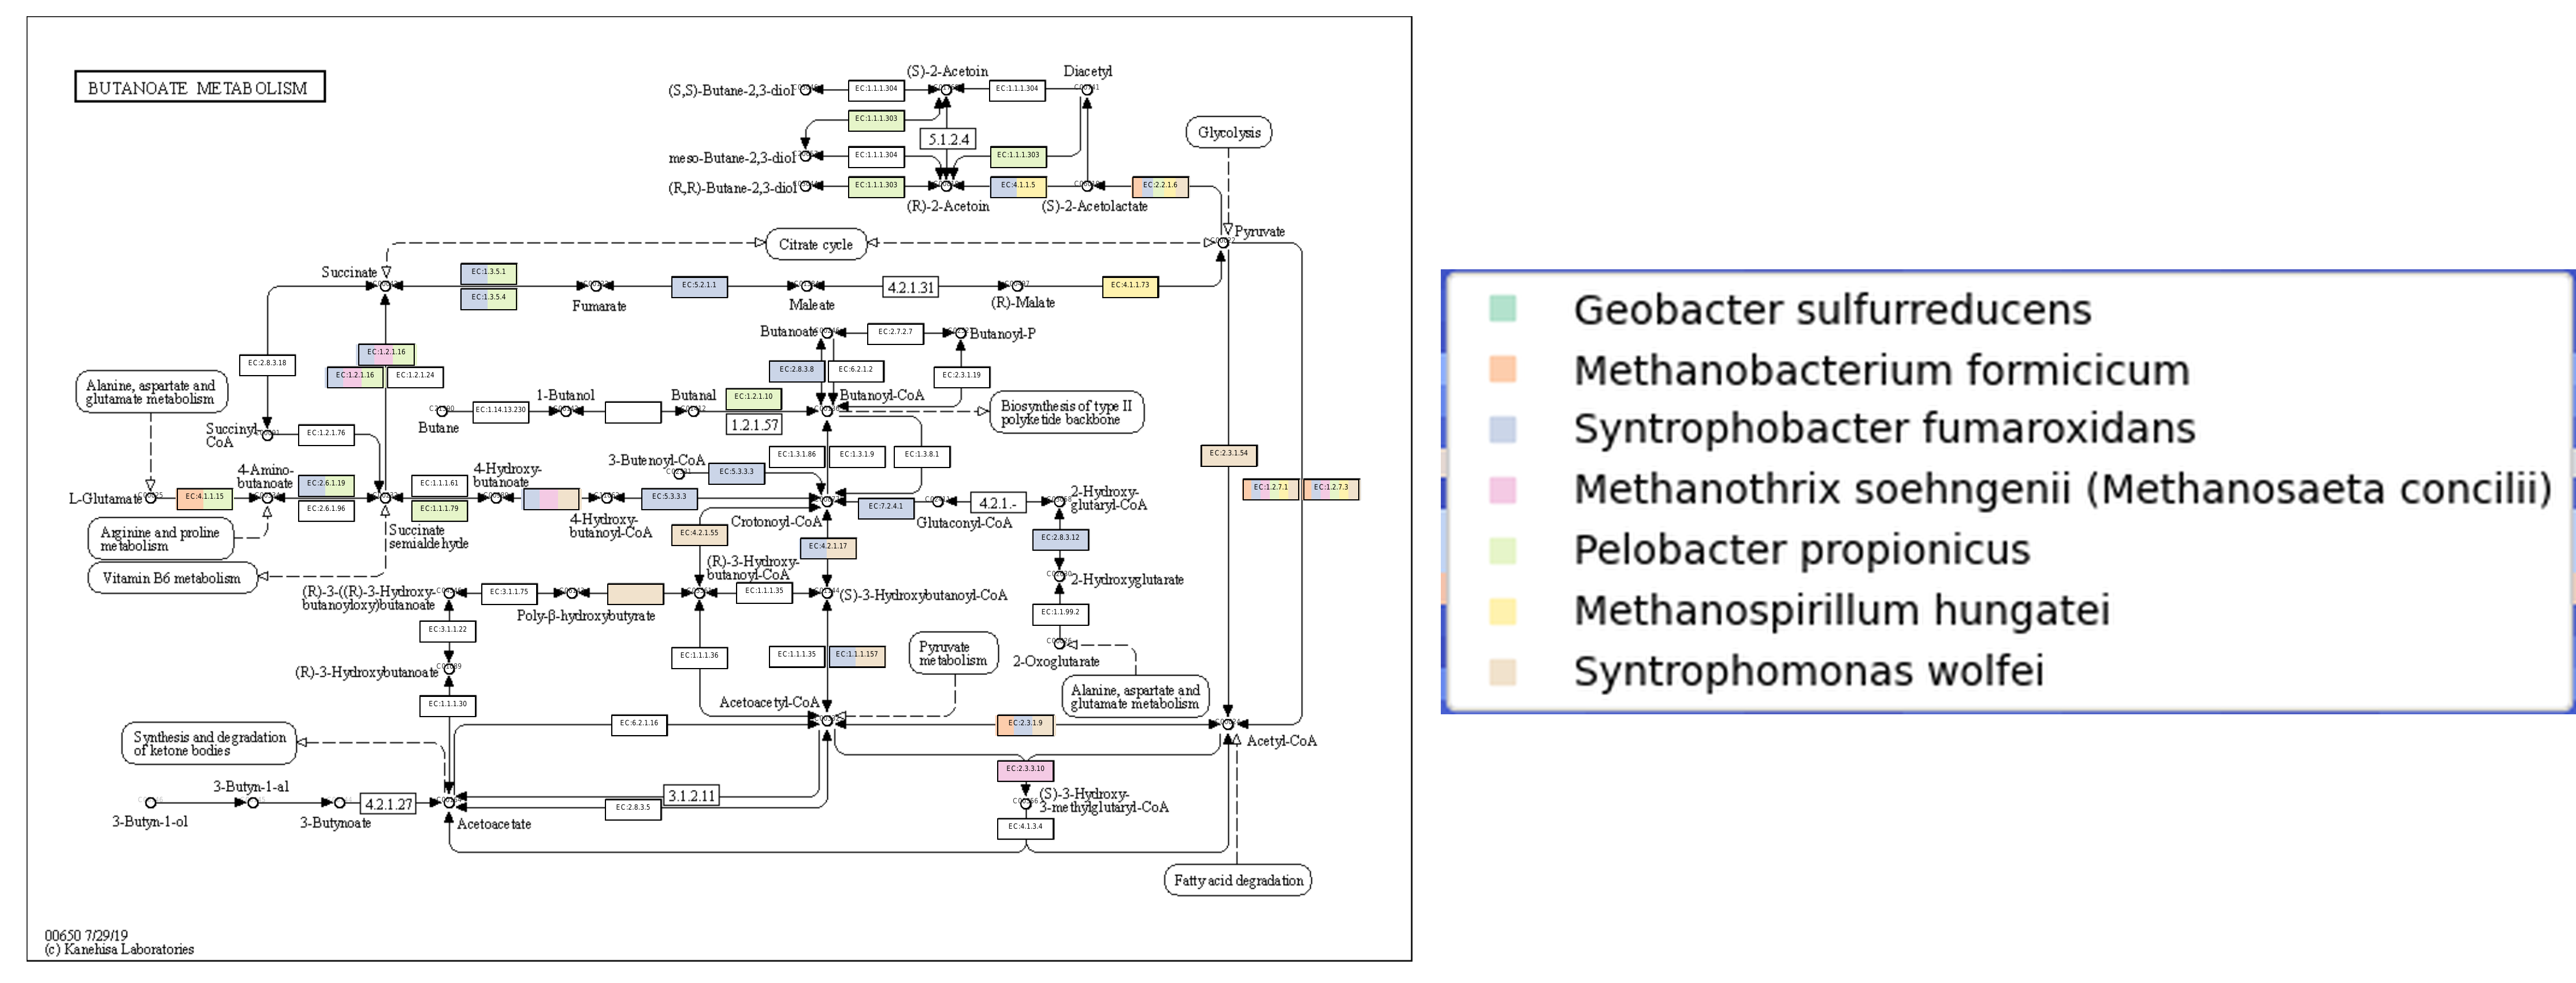 BUTANOATE METABOLISM
(S)-2-Acetoin
Diacetyl
(S,S)-Butane-2,3-diol
EC:1.1.1.304
EC:1.1.1.304
EC:1.1.1.303
5.1.2.4
Glycolysis
meso-Butane-2,3-diol
EC:1.1.1.304
EC:1.1.1.303
(R,R)-Butane-2,3-diol
EC:1.1.1.303
EC:4.1.1.5
EC:2.2.1.6
(R)-2-Acetoin
(S)-2-Acetolactate
Pyruvate
Citrate cycle
Succinate
EC:1.3.5.1
EC:1.3.5.4
Fumarate
EC:5.2.1.1
Maleate
4.2.1.31
(R)-Malate
EC:4.1.1.73
Butanoate
EC:2.7.2.7
Butanoyl-P
EC:2.8.3.18
EC:1.2.1.16
EC:1.2.1.16
EC:1.2.1.24
EC:2.8.3.8
EC:6.2.1.2
EC:2.3.1.19
Alanine, aspartate and
glutamate metabolism
Butane
EC:1.14.13.230
1-Butanol
Butanal
EC:1.2.1.10
1.2.1.57
Butanoyl-CoA
Biosynthesis of type II
polyketide backbone
Succinyl
CoA
EC:1.2.1.76
3-Butenoyl-CoA
EC:1.3.1.86
EC:1.3.1.9
EC:1.3.8.1
EC:2.3.1.54
EC:5.3.3.3
L-Glutamate
EC:4.1.1.15
4-Amino-
butanoate
EC:2.6.1.19
EC:2.6.1.96
EC:1.1.1.61
EC:1.1.1.79
4-Hydroxy-
butanoate
4-Hydroxy-
butanoyl-CoA
EC:5.3.3.3
Crotonoyl-CoA
EC:7.2.4.1
Glutaconyl-CoA
4.2.1.-
2-Hydroxy-
glutaryl-CoA
EC:1.2.7.1
EC:1.2.7.3
Arginine and proline
metabolism
Succinate
semialdehyde
Vitamin B6 metabolism
EC:4.2.1.55
EC:4.2.1.17
EC:2.8.3.12
(R)-3-Hydroxy-
butanoyl-CoA
2-Hydroxyglutarate
(R)-3-((R)-3-Hydroxy-
butanoyloxy)butanoate
EC:3.1.1.75
Poly-β-hydroxybutyrate
EC:1.1.1.35
(S)-3-Hydroxybutanoyl-CoA
EC:1.1.99.2
EC:3.1.1.22
EC:1.1.1.36
EC:1.1.1.35
EC:1.1.1.157
Pyruvate
metabolism
2-Oxoglutarate
(R)-3-Hydroxybutanoate
Alanine, aspartate and
glutamate metabolism
EC:1.1.1.30
Acetoacetyl-CoA
EC:6.2.1.16
EC:2.3.1.9
Acetyl-CoA
Synthesis and degradation
of ketone bodies
EC:2.3.3.10
3-Butyn-1-al
3.1.2.11
(S)-3-Hydroxy-
3-methylglutaryl-CoA
4.2.1.27
EC:2.8.3.5
3-Butyn-1-ol
3-Butynoate
Acetoacetate
EC:4.1.3.4
Fatty acid degradation
00650 7/29/19
(c) Kanehisa Laboratories
Geobacter sulfurreducens
Methanobacterium formicicum
Syntrophobacter fumaroxidans
Methanothrix soehngenii (Methanosaeta concilii)
Pelobacter propionicus
Methanospirillum hungatei
Syntrophomonas wolfei